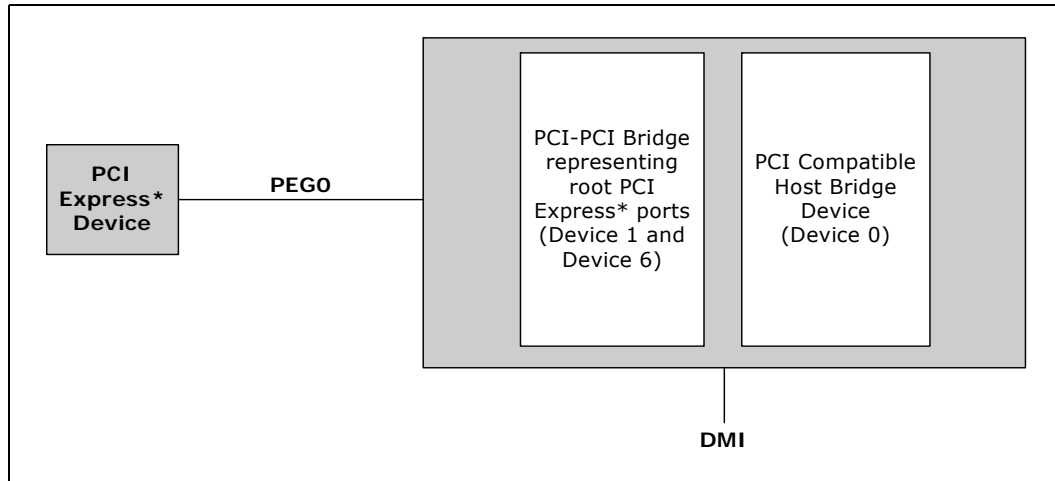 PCI
Express*
Device
PEG0
PCI-PCI Bridge
representing
root PCI
Express* ports
(Device 1 and
Device 6)
PCI Compatible
Host Bridge
Device
(Device 0)
DMI